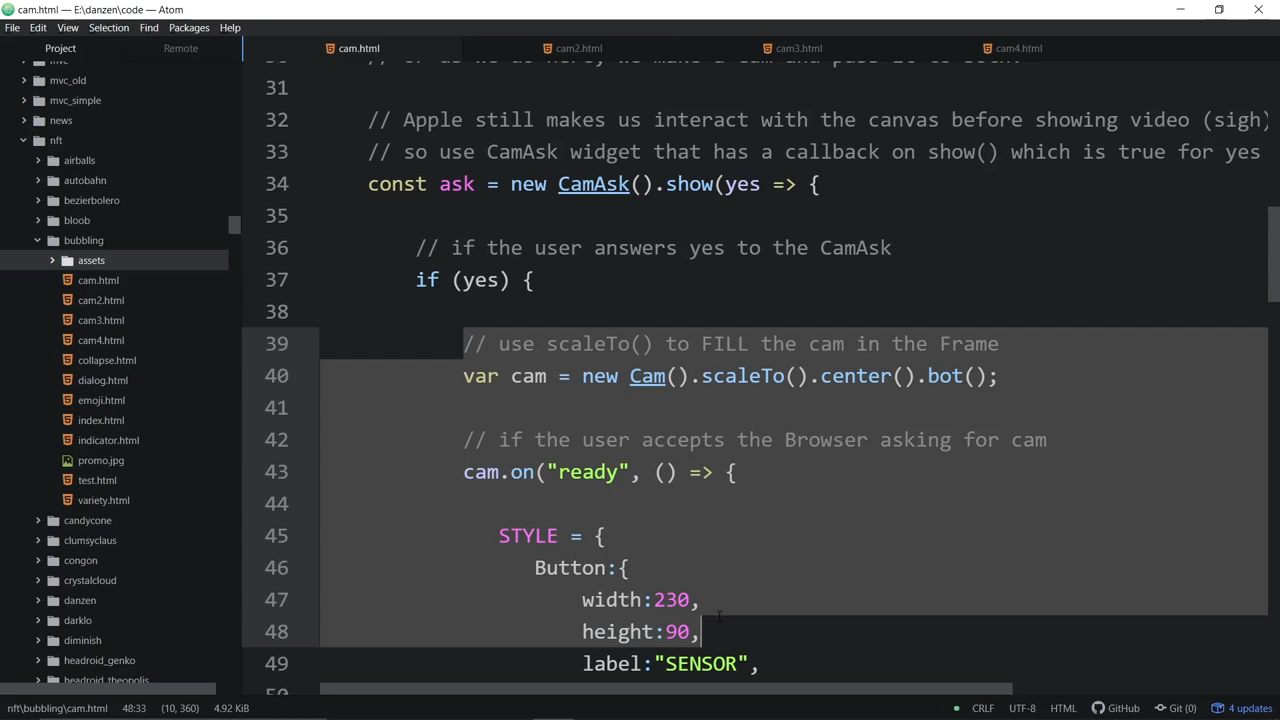 cam.html — E:\danzen\code — Atom
File Edit View Selection Find Packages Help
Project Remote
cam.html cam2.html cam3.html cam4.html
mvc_old
mvc_simple
news
nft
airballs
autobahn
bezierbolero
bloob
bubbling
assets
cam.html
cam2.html
cam3.html
cam4.html
collapse.html
dialog.html
emoji.html
index.html
indicator.html
promo.jpg
test.html
variety.html
candycone
clumsyclaus
congon
crystalcloud
danzen
darklo
diminish
headroid_genko
headroid_theopolis
31
32 // Apple still makes us interact with the canvas before showing video (sigh)
33 // so use CamAsk widget that has a callback on show() which is true for yes
34 const ask = new CamAsk().show(yes => {
35
36 // if the user answers yes to the CamAsk
37 if (yes) {
38
39 // use scaleTo() to FILL the cam in the Frame
40 var cam = new Cam().scaleTo().center().bot();
41
42 // if the user accepts the Browser asking for cam
43 cam.on("ready", () => {
44
45 STYLE = {
46 Button:{
47 width:230,
48 height:90,
49 label:"SENSOR",
nft\bubbling\cam.html 48:33 (10, 360) 4.92 KiB CRLF UTF-8 HTML GitHub Git (0) 4 updates